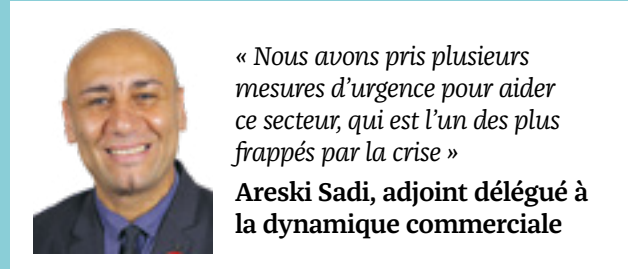 « Nous avons pris plusieurs
mesures d’urgence pour aider
ce secteur, qui est l’un des plus
frappés par la crise »
Areski Sadi, adjoint délégué à
la dynamique commerciale